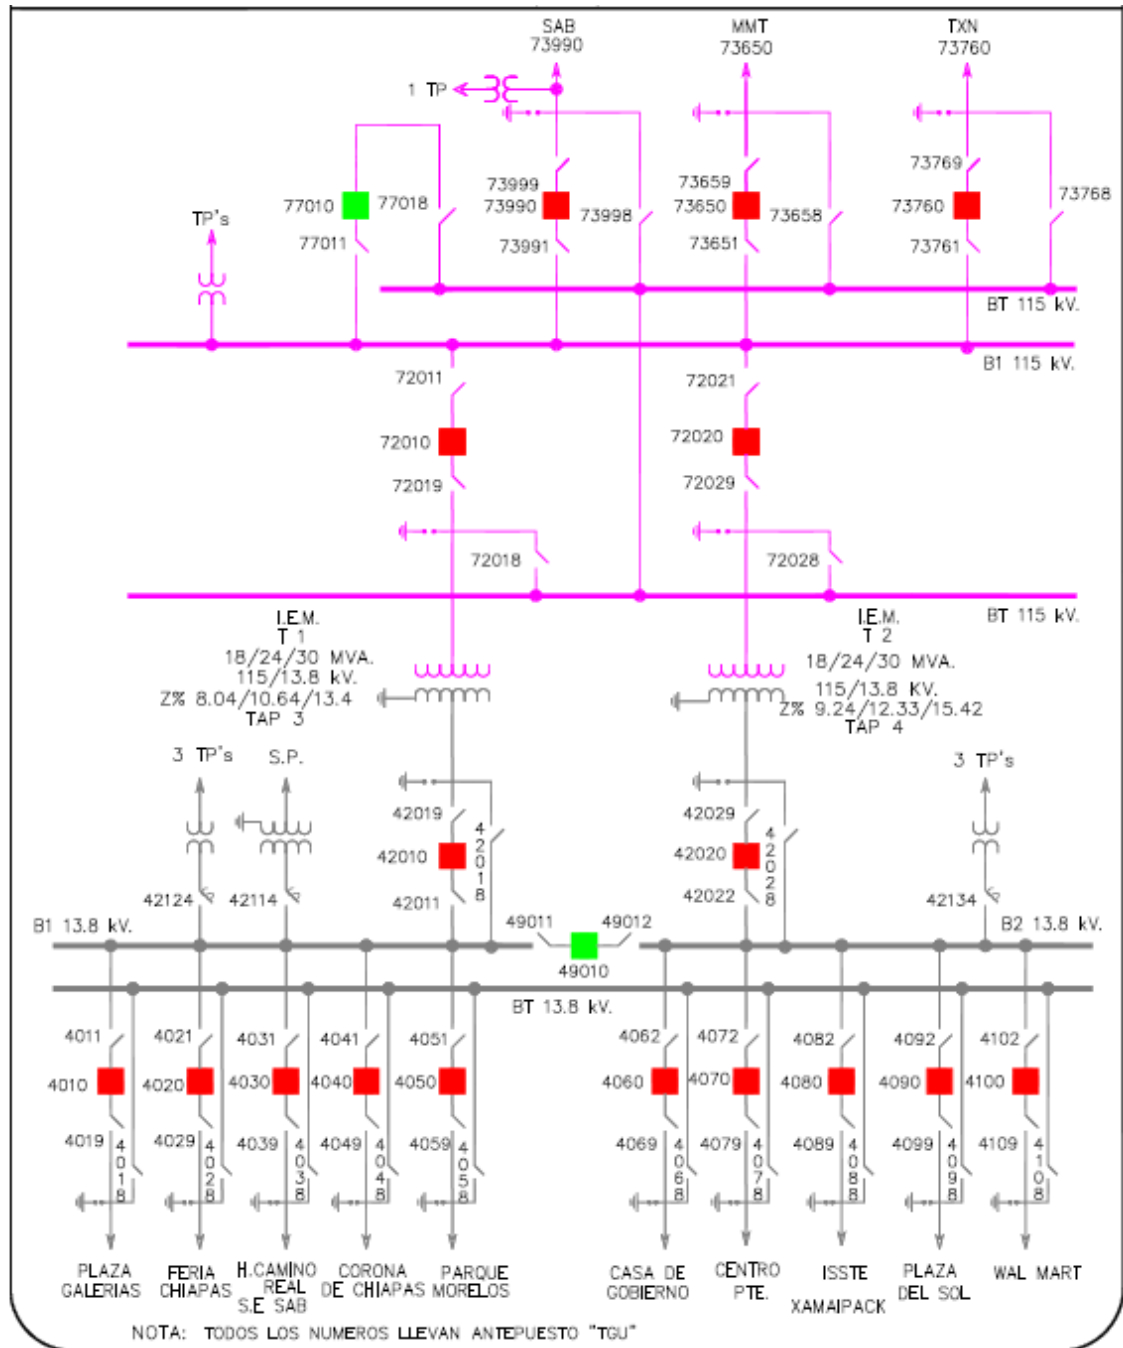 SAB
73990
MMT
73650
TXN
73760
1 TP
TP's
77010
77018
77011
73999
73990
73991
73998
73659
73650
73651
73658
73769
73760
73761
73768
BT 115 kV.
B1 115 kV.
72011
72010
72019
72018
72021
72020
72029
72028
BT 115 kV.
I.E.M.
T 1
18/24/30 MVA.
115/13.8 kV.
Z% 8.04/10.64/13.4
TAP 3
I.E.M.
T 2
18/24/30 MVA.
115/13.8 KV.
Z% 9.24/12.33/15.42
TAP 4
3 TP's
S.P.
3 TP's
42124
42114
42019
42010
42011
42018
42029
42020
42022
42028
42134
B1 13.8 kV.
49011
49012
49010
B2 13.8 kV.
BT 13.8 kV.
4011
4021
4031
4041
4051
4062
4072
4082
4092
4102
4010
4020
4030
4040
4050
4060
4070
4080
4090
4100
4019
4029
4039
4049
4059
4069
4079
4089
4099
4109
4018
4028
4038
4048
4058
4068
4078
4088
4098
4108
PLAZA
GALERIAS
FERIA
CHIAPAS
H.CAMINO
REAL
S.E SAB
CORONA
DE CHIAPAS
PARQUE
MORELOS
CASA DE
GOBIERNO
CENTRO
PTE.
ISSTE
XAMAIPACK
PLAZA
DEL SOL
WAL MART
NOTA: TODOS LOS NUMEROS LLEVAN ANTEPUESTO "TGU"